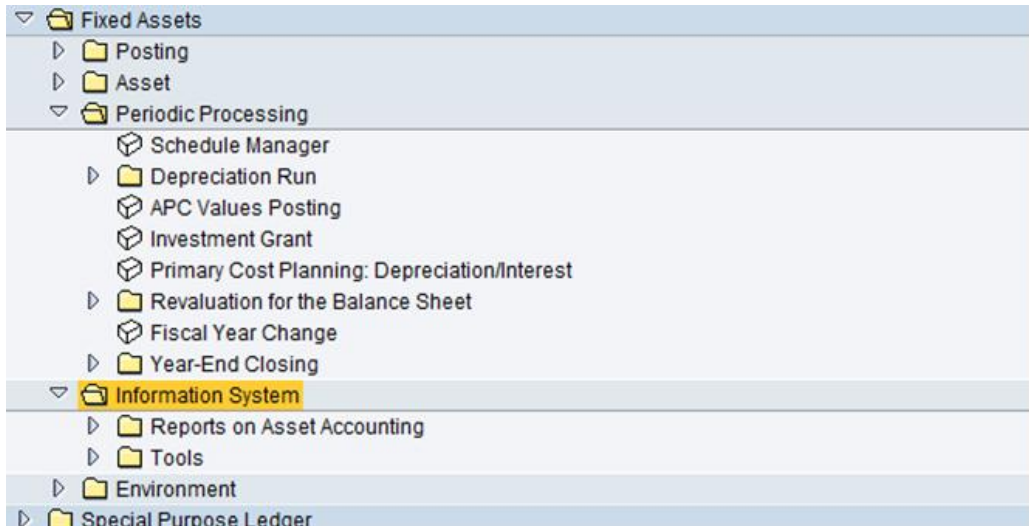 Fixed Assets
Posting
Asset
Periodic Processing
Schedule Manager
Depreciation Run
APC Values Posting
Investment Grant
Primary Cost Planning: Depreciation/Interest
Revaluation for the Balance Sheet
Fiscal Year Change
Year-End Closing
Information System
Reports on Asset Accounting
Tools
Environment
Special Purpose Ledger